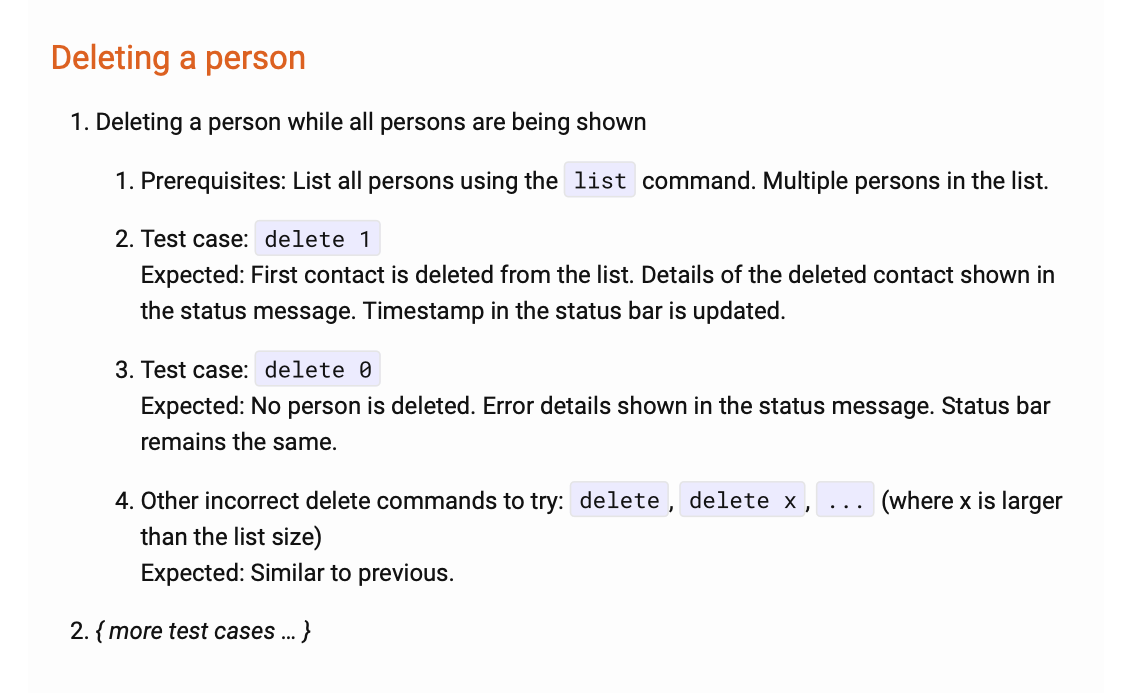 Deleting a person
1. Deleting a person while all persons are being shown
1. Prerequisites: List all persons using the list command. Multiple persons in the list.
2. Test case: delete 1
Expected: First contact is deleted from the list. Details of the deleted contact shown in
the status message. Timestamp in the status bar is updated.
3. Test case: delete 0
Expected: No person is deleted. Error details shown in the status message. Status bar
remains the same.
4. Other incorrect delete commands to try: delete, delete x, ... (where x is larger
than the list size)
Expected: Similar to previous.
2. { more test cases … }